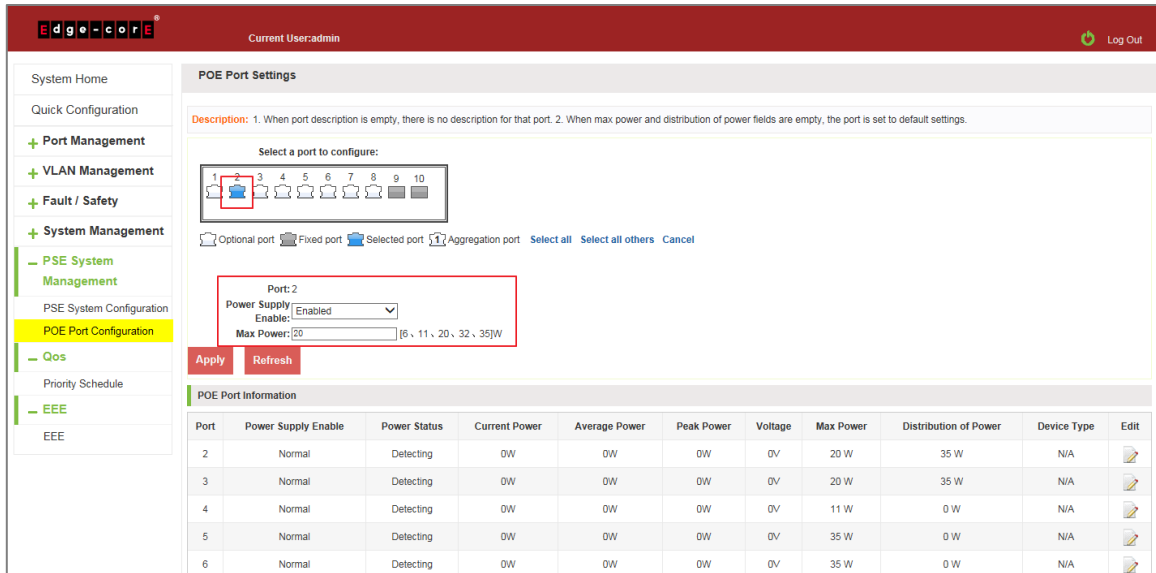 Edge-corE®
Current User:admin
Log Out
System Home
Quick Configuration
+ Port Management
+ VLAN Management
+ Fault / Safety
+ System Management
– PSE System
Management
PSE System Configuration
POE Port Configuration
– Qos
Priority Schedule
– EEE
EEE
POE Port Settings
Description: 1. When port description is empty, there is no description for that port. 2. When max power and distribution of power fields are empty, the port is set to default settings.
Select a port to configure:
1 2 3 4 5 6 7 8 9 10
Optional port Fixed port Selected port 1 Aggregation port Select all Select all others Cancel
Port: 2
Power Supply
Enable: Enabled
Max Power: 20 [6、11、20、32、35]W
Apply Refresh
POE Port Information
Port Power Supply Enable Power Status Current Power Average Power Peak Power Voltage Max Power Distribution of Power Device Type Edit
2 Normal Detecting 0W 0W 0W 0V 20 W 35 W N/A
3 Normal Detecting 0W 0W 0W 0V 20 W 35 W N/A
4 Normal Detecting 0W 0W 0W 0V 11 W 0 W N/A
5 Normal Detecting 0W 0W 0W 0V 35 W 0 W N/A
6 Normal Detecting 0W 0W 0W 0V 35 W 0 W N/A